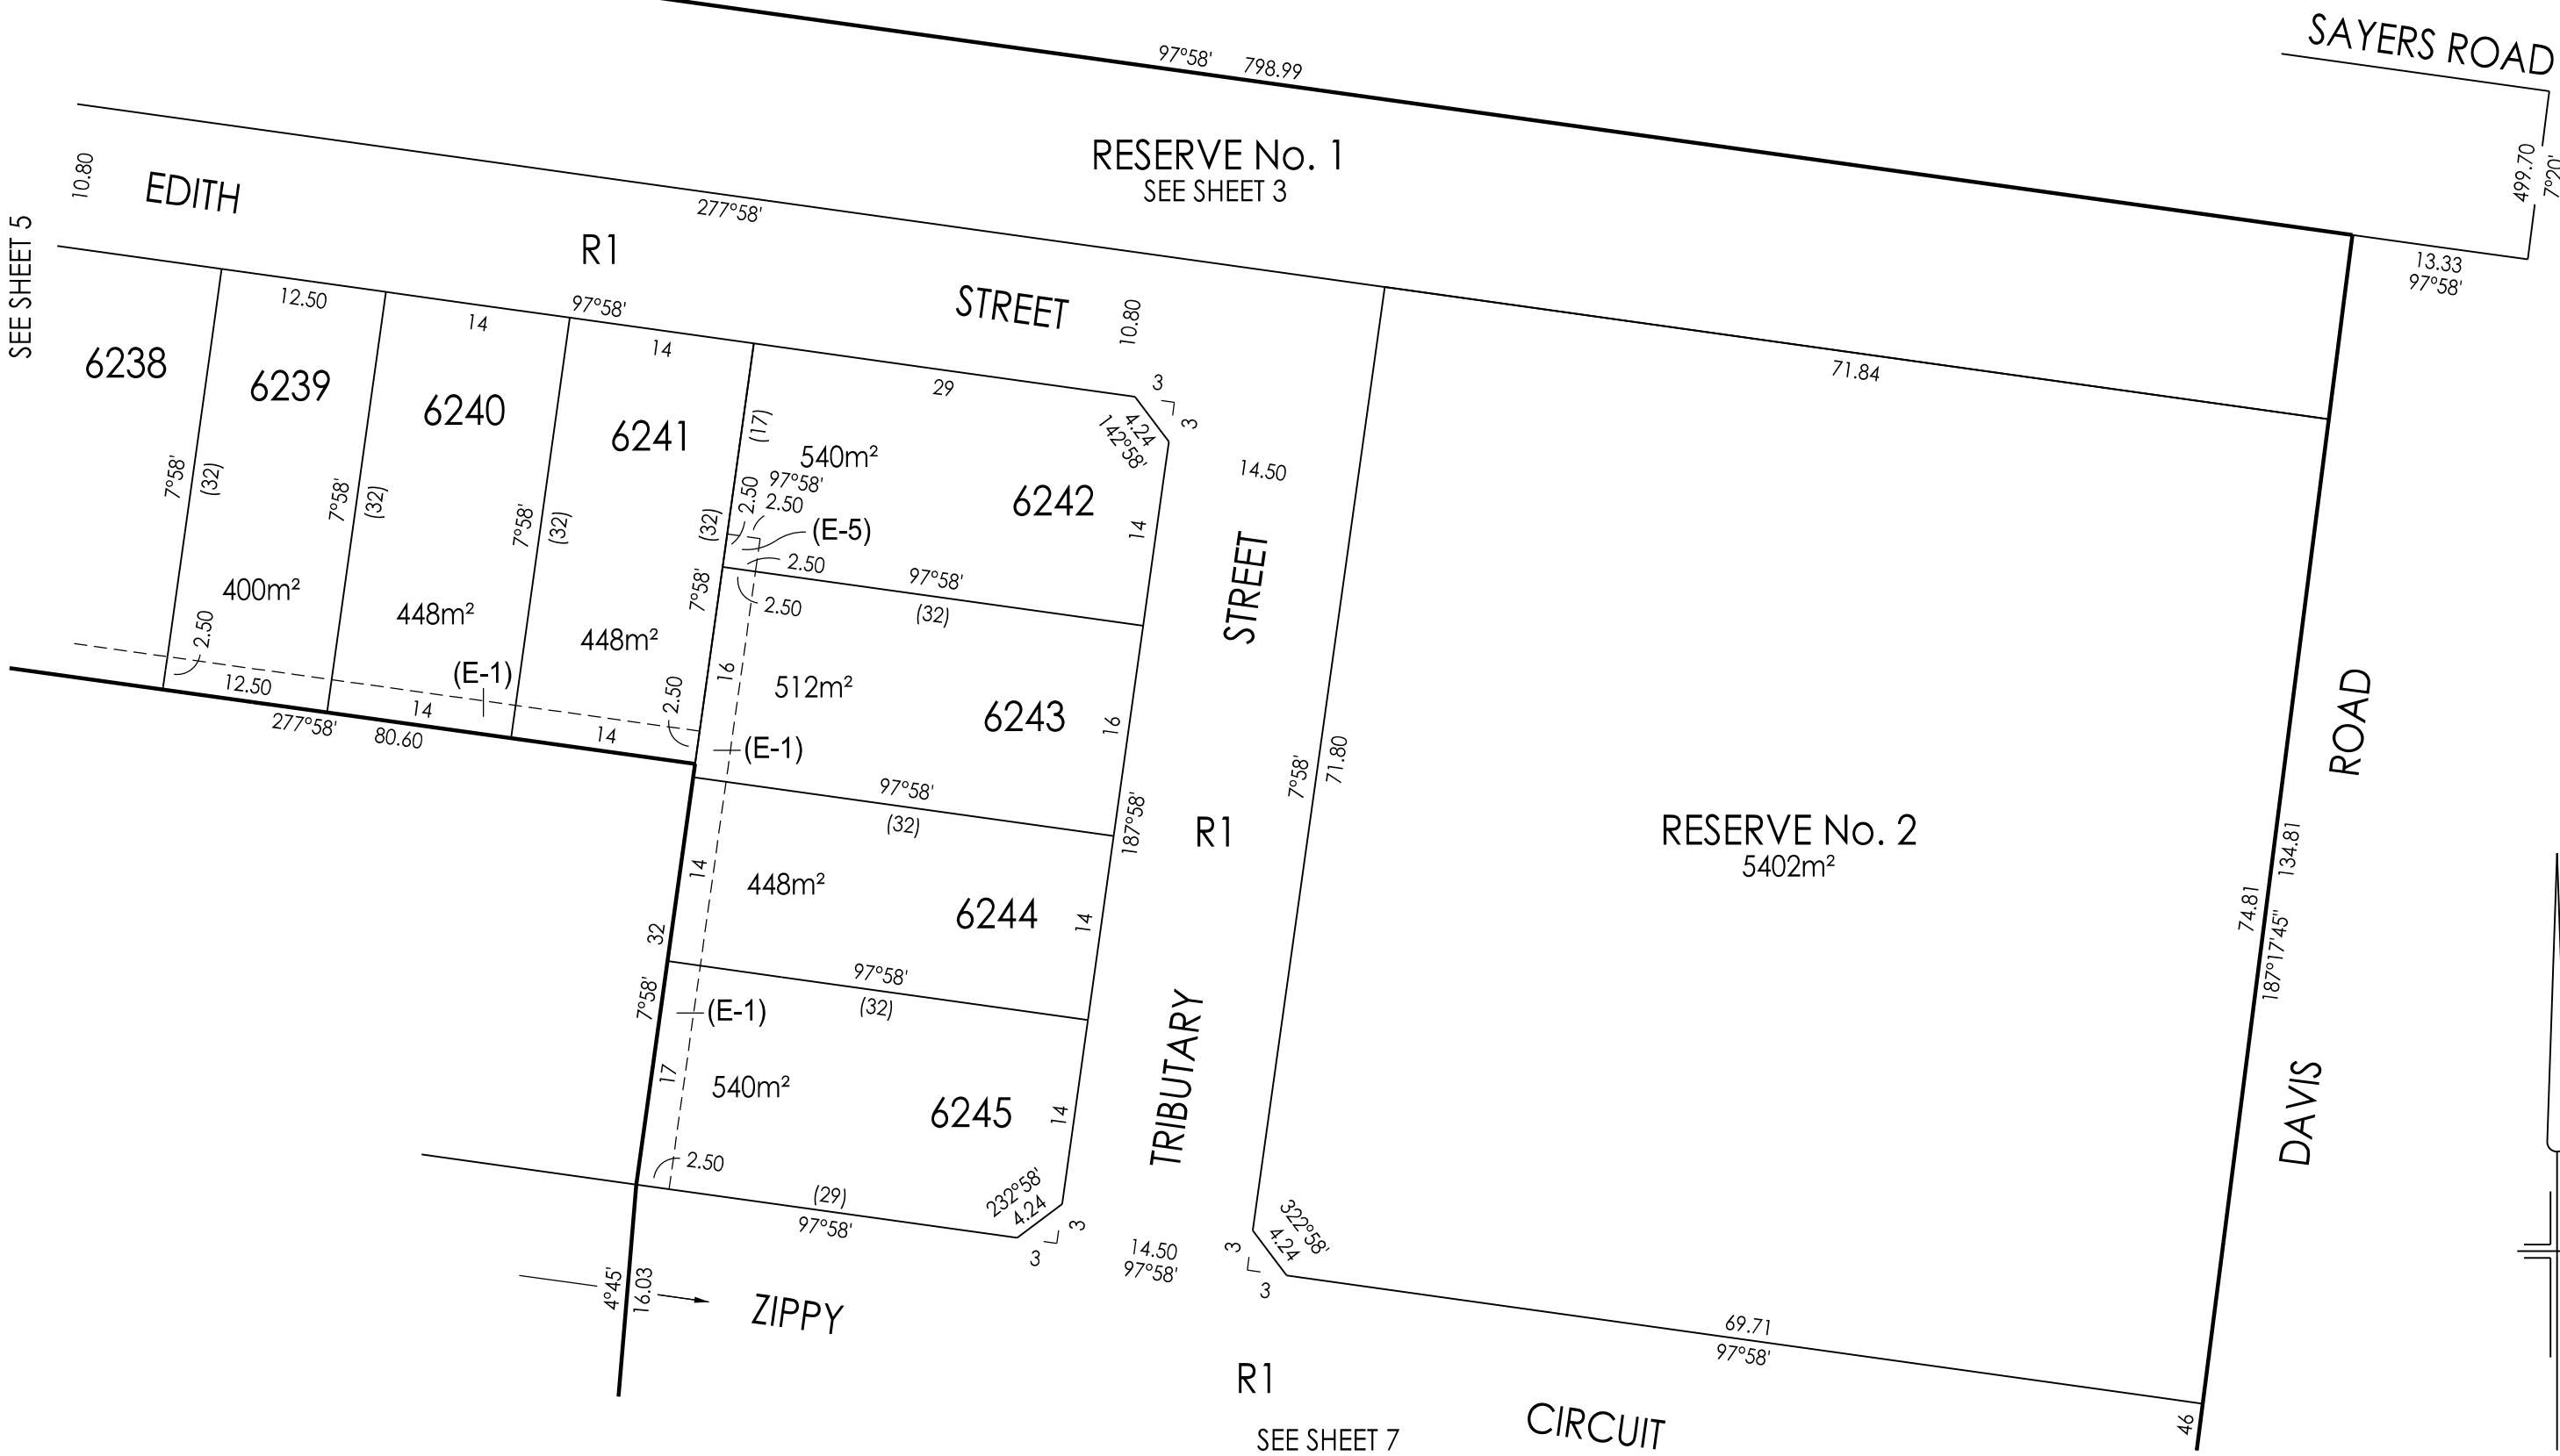 SAYERS ROAD
97°58' 798.99
499.70
7°20'
13.33
97°58'
RESERVE No. 1
SEE SHEET 3
10.80
EDITH
277°58'
SEE SHEET 5
R1
STREET
10.80
12.50
14
97°58'
14
29
3
3
4.24
142°58'
71.84
6238
6239
6240
6241
6242
(17)
540m²
97°58'
2.50
2.50
(E-5)
2.50
14.50
14
7°58'
(32)
7°58'
(32)
7°58'
(32)
(32)
7°58'
97°58'
(32)
2.50
STREET
400m²
448m²
448m²
2.50
(E-1)
2.50
12.50
14
14
277°58' 80.60
16
512m²
6243
16
(E-1)
97°58'
(32)
187°58'
R1
7°58'
71.80
RESERVE No. 2
5402m²
ROAD
134.81
74.81
187°17'45"
DAVIS
14
448m²
6244
14
32
7°58'
97°58'
(32)
(E-1)
17
540m²
6245
14
TRIBUTARY
2.50
(29)
97°58'
232°58'
4.24
3
3
14.50
97°58'
3
3
322°58'
4.24
4°45'
16.03
ZIPPY
69.71
97°58'
R1
CIRCUIT
46
SEE SHEET 7